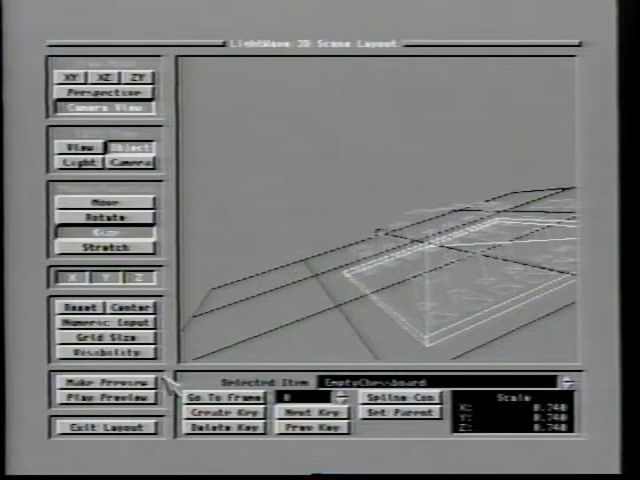 LightWave 3D Scene Layout
XY XZ ZY
Perspective
Camera View
View Object
Light Camera
Move
Rotate
Size
Stretch
X Y Z
Reset Center
Numeric Input
Grid Size
Visibility
Make Preview
Play Preview
Exit Layout
Selected Item EmptyChessboard
Go To Frame 0 Spline Con
Create Key Next Key Set Parent
Delete Key Prev Key
Scale
X: 0.740
Y: 0.740
Z: 0.740